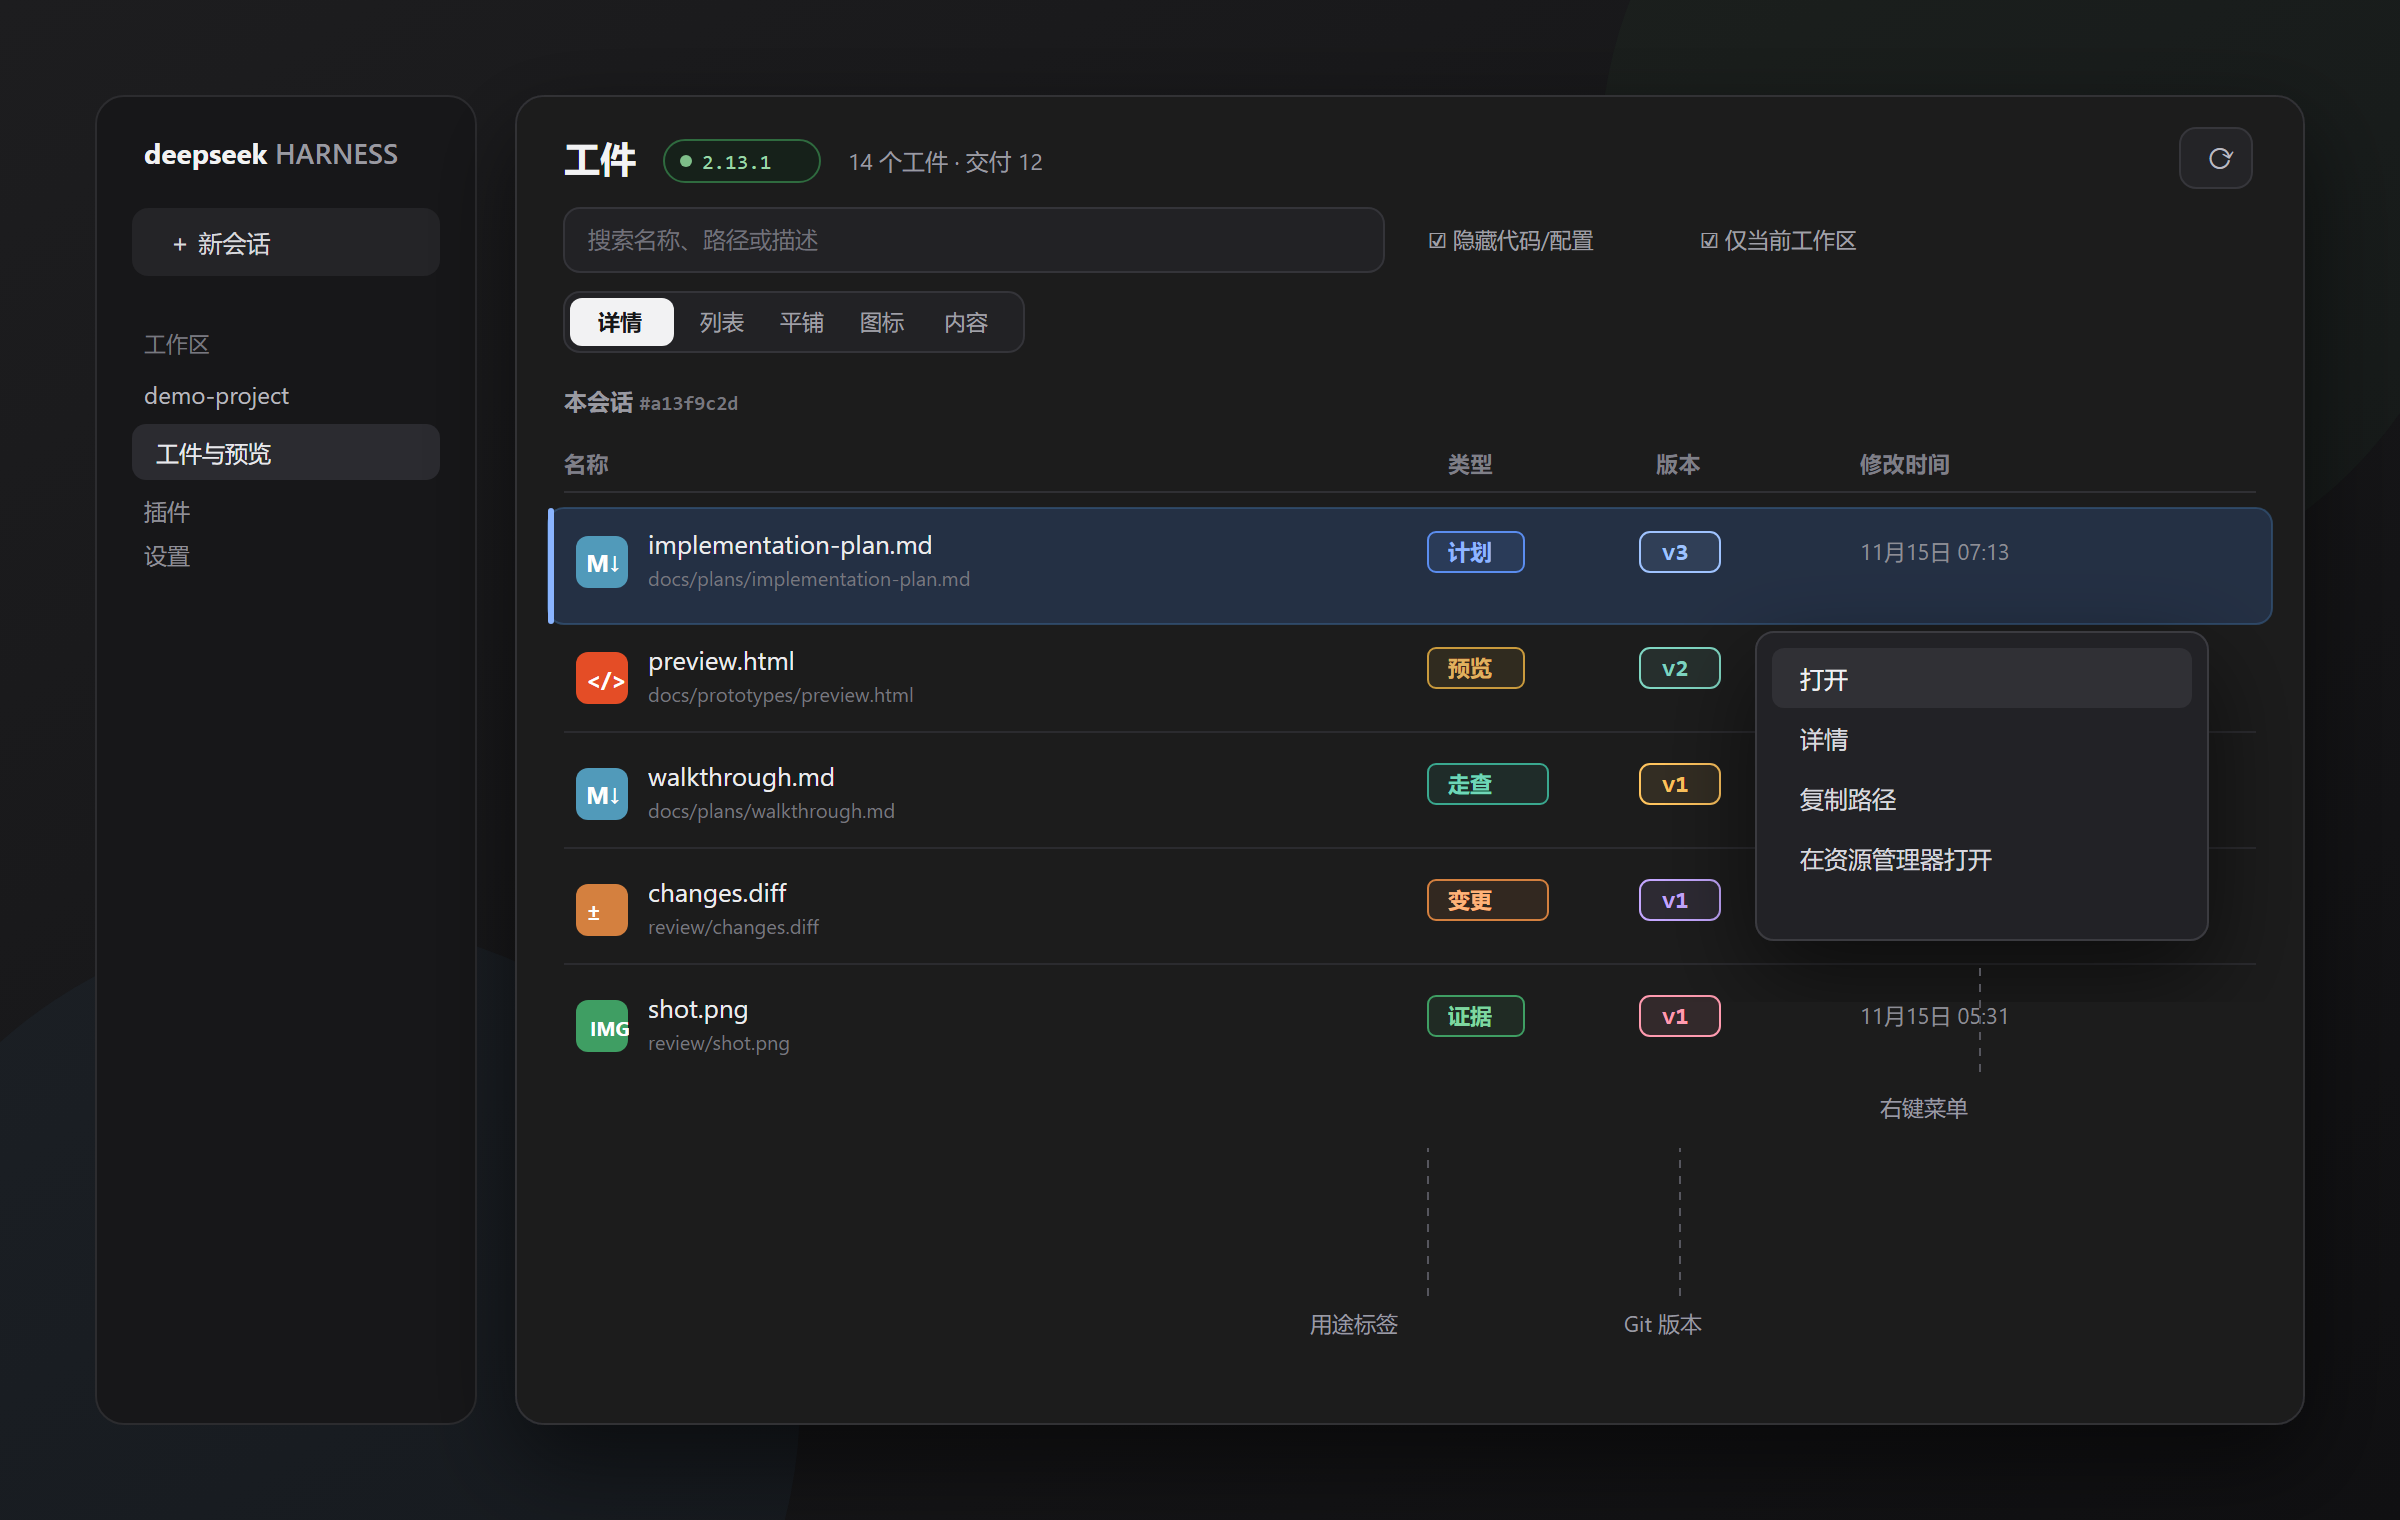 deepseek HARNESS
+ 新会话
工作区
demo-project
工件与预览
插件
设置
工件
2.13.1
14 个工件 · 交付 12
搜索名称、路径或描述
隐藏代码/配置
仅当前工作区
详情 列表 平铺 图标 内容
本会话 #a13f9c2d
名称 类型 版本 修改时间
M↓
implementation-plan.md
docs/plans/implementation-plan.md
计划
v3
11月15日 07:13
</>
preview.html
docs/prototypes/preview.html
预览
v2
M↓
walkthrough.md
docs/plans/walkthrough.md
走查
v1
±
changes.diff
review/changes.diff
变更
v1
IMG
shot.png
review/shot.png
证据
v1
11月15日 05:31
打开
详情
复制路径
在资源管理器打开
右键菜单
用途标签
Git 版本